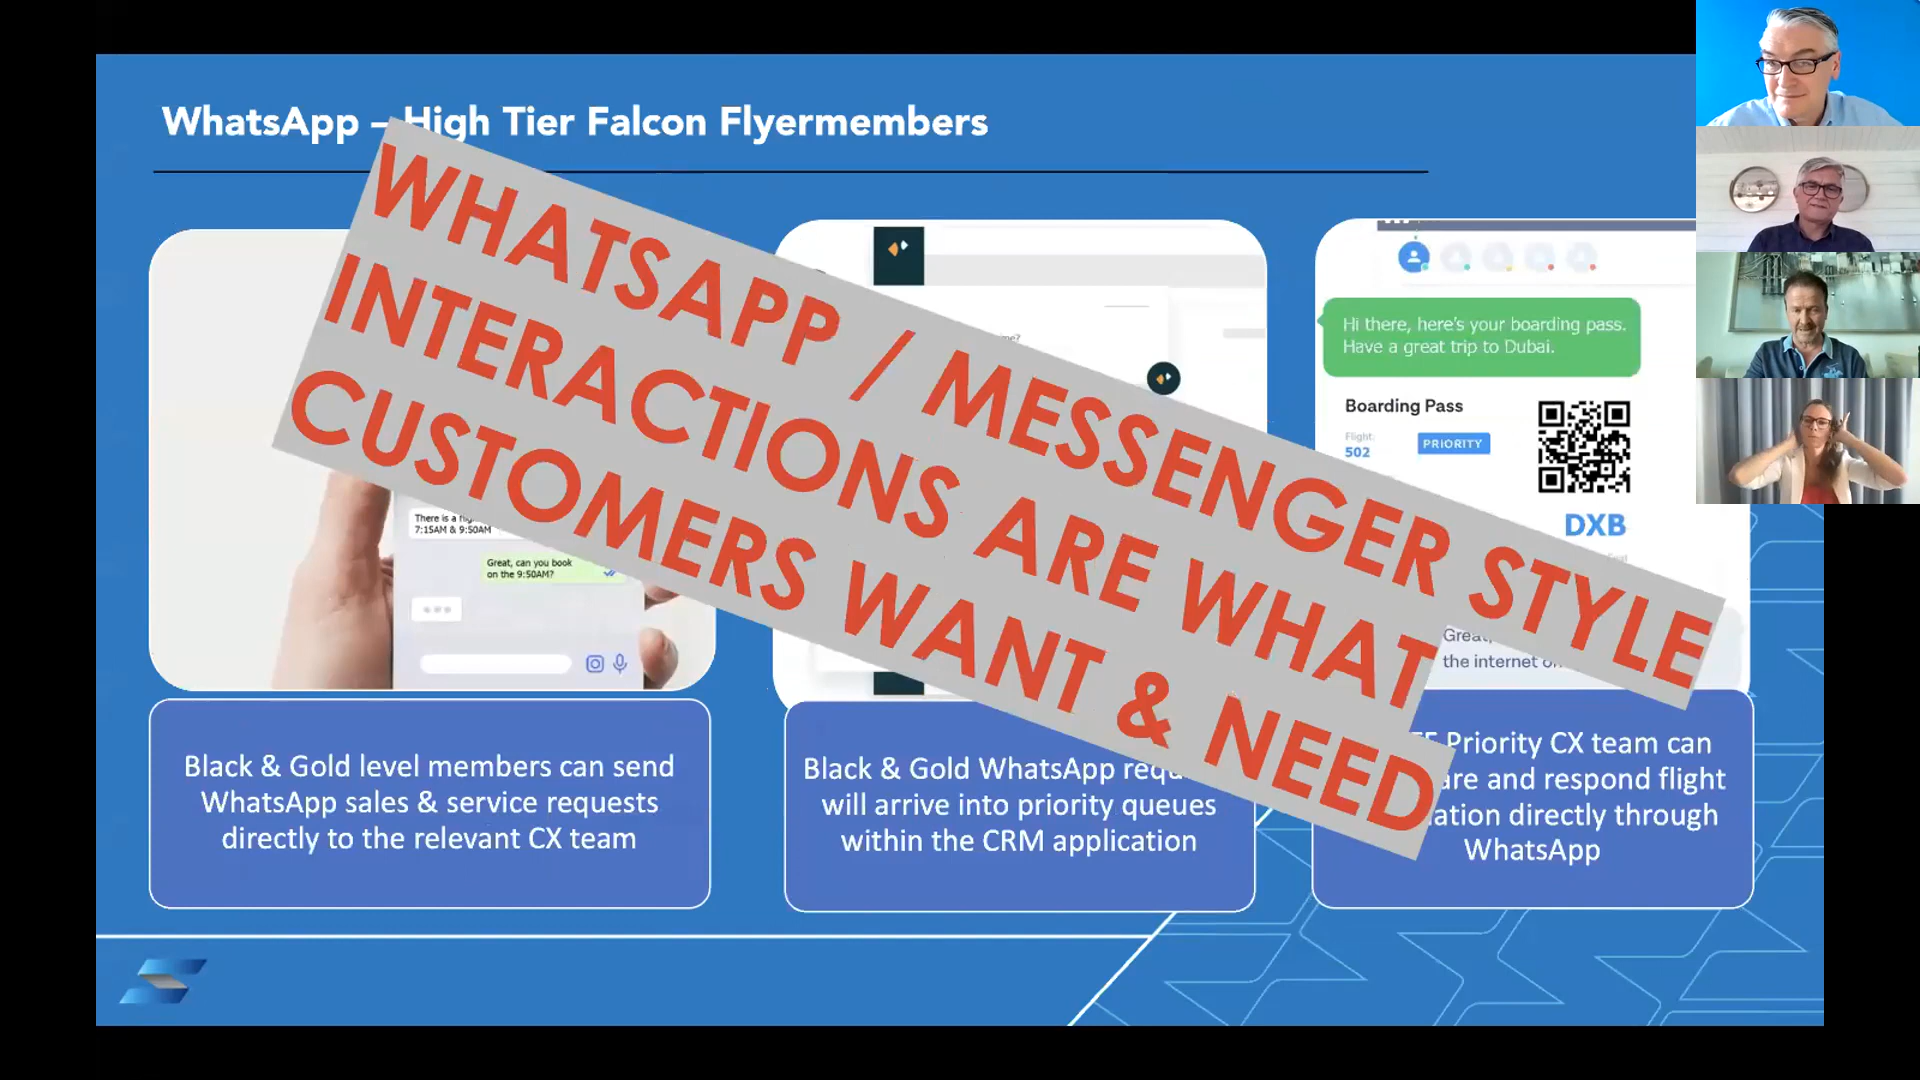 WhatsApp – High Tier Falcon Flyermembers
WHATSAPP / MESSENGER STYLE
INTERACTIONS ARE WHAT
CUSTOMERS WANT & NEED
There is a
7:15AM & 9:50AM
Great, can you book
on the 9:50AM?
Hi there, here's your boarding pass.
Have a great trip to Dubai.
Boarding Pass
Flight:
502
PRIORITY
DXB
Great,
the internet
Black & Gold level members can send
WhatsApp sales & service requests
directly to the relevant CX team
Black & Gold WhatsApp
will arrive into priority queues
within the CRM application
Priority CX team can
and respond flight
directly through
WhatsApp